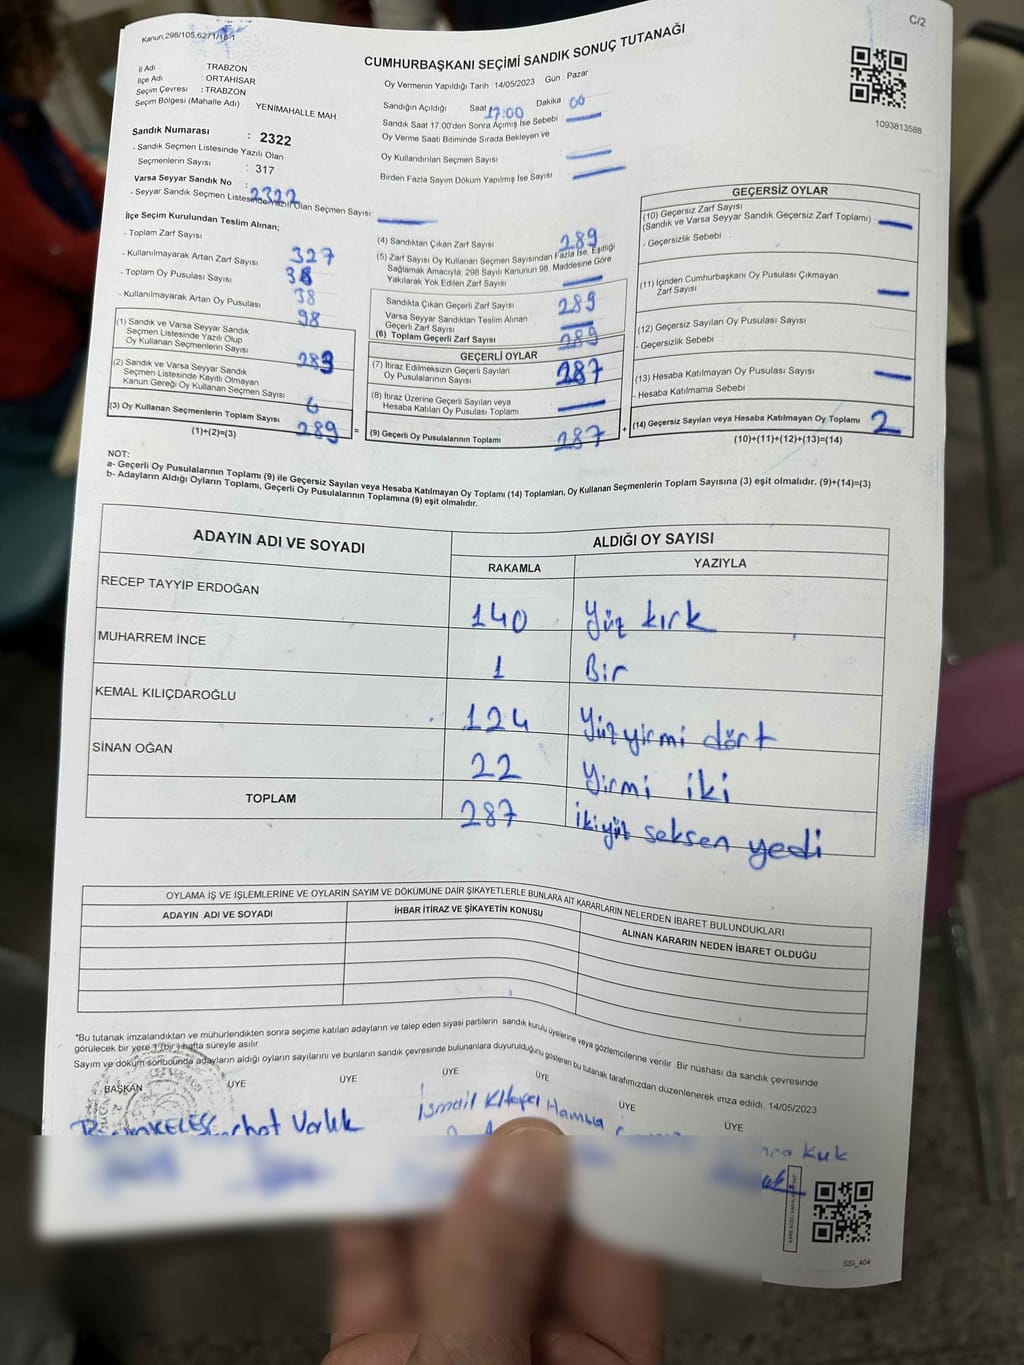 Kanun,298/105,6271/18-1
C/2
CUMHURBAŞKANI SEÇİMİ SANDIK SONUÇ TUTANAĞI
İl Adı : TRABZON
İlçe Adı : ORTAHİSAR
Seçim Çevresi : TRABZON
Seçim Bölgesi (Mahalle Adı) : YENİMAHALLE MAH.
Oy Vermenin Yapıldığı Tarih : 14/05/2023 Gün : Pazar
Sandığın Açıldığı Saat : 17:00 Dakika : 00
Sandık Saat 17.00'den Sonra Açılmış İse Sebebi :
Oy Verme Saati Bitiminde Sırada Bekleyen ve
Oy Kullandırılan Seçmen Sayısı :
Birden Fazla Sayım Döküm Yapılmış İse Sayısı :
1093813588
Sandık Numarası : 2322
- Sandık Seçmen Listesinde Yazılı Olan
Seçmenlerin Sayısı : 317
Varsa Seyyar Sandık No : 2322
- Seyyar Sandık Seçmen Listesinde Yazılı Olan Seçmen Sayısı:
İlçe Seçim Kurulundan Teslim Alınan;
- Toplam Zarf Sayısı 327
- Kullanılmayarak Artan Zarf Sayısı 38
- Toplam Oy Pusulası Sayısı 38
- Kullanılmayarak Artan Oy Pusulası 98
(1) Sandık ve Varsa Seyyar Sandık
Seçmen Listesinde Yazılı Olup
Oy Kullanan Seçmenlerin Sayısı 283
(2) Sandık ve Varsa Seyyar Sandık
Seçmen Listesinde Kayıtlı Olmayan
Kanun Gereği Oy Kullanan Seçmen Sayısı 6
(3) Oy Kullanan Seçmenlerin Toplam Sayısı 289
(1)+(2)=(3)
(4) Sandıktan Çıkan Zarf Sayısı 289
(5) Zarf Sayısı Oy Kullanan Seçmen Sayısından Fazla İse, Eşitliği
Sağlamak Amacıyla, 298 Sayılı Kanunun 98. Maddesine Göre
Yakılarak Yok Edilen Zarf Sayısı
Sandıkta Çıkan Geçerli Zarf Sayısı 289
Varsa Seyyar Sandıktan Teslim Alınan
Geçerli Zarf Sayısı
(6) Toplam Geçerli Zarf Sayısı 289
GEÇERLİ OYLAR
(7) İtiraz Edilmeksizin Geçerli Sayılan
Oy Pusulalarının Sayısı 287
(8) İtiraz Üzerine Geçerli Sayılan veya
Hesaba Katılan Oy Pusulası Toplamı
= (9) Geçerli Oy Pusulalarının Toplamı 287 +
GEÇERSİZ OYLAR
(10) Geçersiz Zarf Sayısı
(Sandık ve Varsa Seyyar Sandık Geçersiz Zarf Toplamı)
- Geçersizlik Sebebi :
(11) İçinden Cumhurbaşkanı Oy Pusulası Çıkmayan
Zarf Sayısı
(12) Geçersiz Sayılan Oy Pusulası Sayısı
- Geçersizlik Sebebi :
(13) Hesaba Katılmayan Oy Pusulası Sayısı
- Hesaba Katılmama Sebebi :
(14) Geçersiz Sayılan veya Hesaba Katılmayan Oy Toplamı 2
(10)+(11)+(12)+(13)=(14)
NOT:
a- Geçerli Oy Pusulalarının Toplamı (9) ile Geçersiz Sayılan veya Hesaba Katılmayan Oy Toplamı (14) Toplamları, Oy Kullanan Seçmenlerin Toplam Sayısına (3) eşit olmalıdır. (9)+(14)=(3)
b- Adayların Aldığı Oyların Toplamı, Geçerli Oy Pusulalarının Toplamına (9) eşit olmalıdır.
ADAYIN ADI VE SOYADI
ALDIĞI OY SAYISI
RAKAMLA YAZIYLA
RECEP TAYYİP ERDOĞAN 140 Yüz kırk
MUHARREM İNCE 1 Bir
KEMAL KILIÇDAROĞLU 124 Yüz yirmi dört
SİNAN OĞAN 22 Yirmi iki
TOPLAM 287 ikiyüz seksen yedi
OYLAMA İŞ VE İŞLEMLERİNE VE OYLARIN SAYIM VE DÖKÜMÜNE DAİR ŞİKAYETLERLE BUNLARA AİT KARARLARIN NELERDEN İBARET BULUNDUKLARI
ADAYIN ADI VE SOYADI İHBAR İTİRAZ VE ŞİKAYETİN KONUSU ALINAN KARARIN NEDEN İBARET OLDUĞU
*Bu tutanak imzalandıktan ve mühürlendikten sonra seçime katılan adayların ve talep eden siyasi partilerin sandık kurulu üyelerine veya gözlemcilerine verilir. Bir nüshası da sandık çevresinde
görülecek bir yere 1 (bir) hafta süreyle asılır.
Sayım ve döküm sonucunda adayların aldığı oyların sayılarını ve bunların sandık çevresinde bulunanlara duyurulduğunu gösteren bu tutanak tarafımızdan düzenlenerek imza edildi. 14/05/2023
BAŞKAN ÜYE ÜYE ÜYE ÜYE ÜYE ÜYE
Varlık İsmail Hamza Kuk
SSI_404